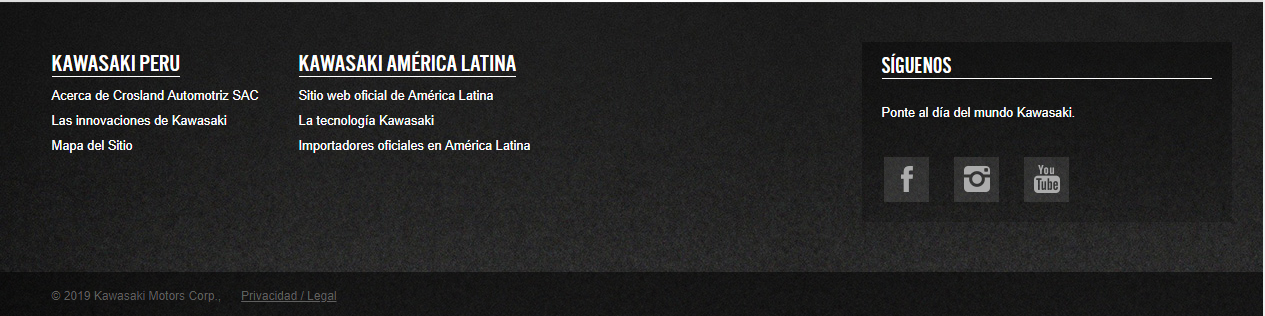 KAWASAKI PERU
Acerca de Crosland Automotriz SAC
Las innovaciones de Kawasaki
Mapa del Sitio
KAWASAKI AMÉRICA LATINA
Sitio web oficial de América Latina
La tecnología Kawasaki
Importadores oficiales en América Latina
SÍGUENOS
Ponte al día del mundo Kawasaki.
f
You
Tube
© 2019 Kawasaki Motors Corp., Privacidad / Legal